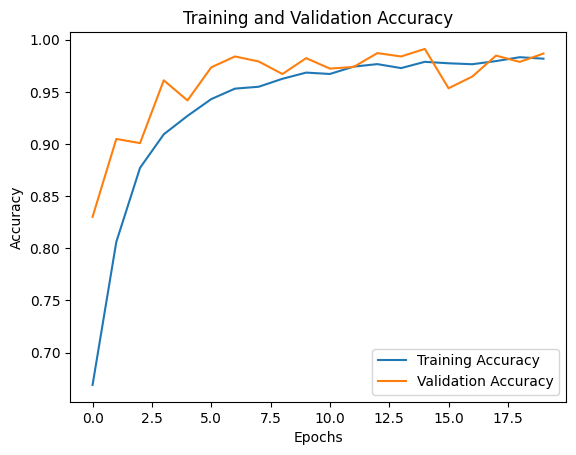 Training and Validation Accuracy
1.00
0.95
0.90
0.85
0.80
0.75
0.70
Accuracy
0.0 2.5 5.0 7.5 10.0 12.5 15.0 17.5
Epochs
Training Accuracy
Validation Accuracy